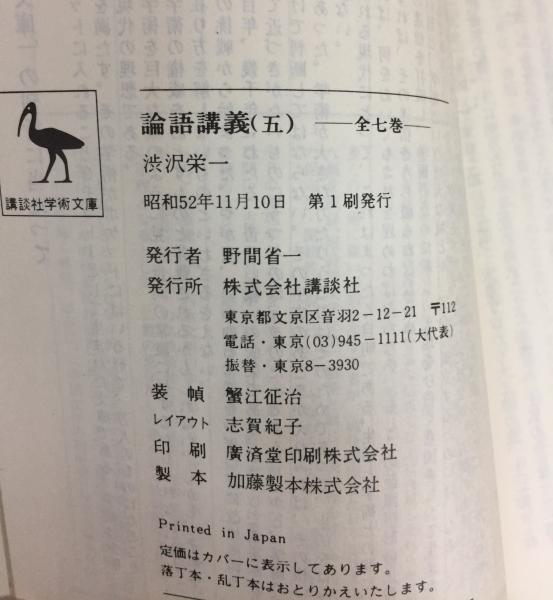 論語講義(五) ──全七巻──
渋沢栄一
昭和52年11月10日 第1刷発行
講談社学術文庫
発行者 野間省一
発行所 株式会社講談社
東京都文京区音羽2-12-21 〒112
電話・東京(03)945-1111(大代表)
振替・東京8-3930
装幀 蟹江征治
レイアウト 志賀紀子
印刷 廣済堂印刷株式会社
製本 加藤製本株式会社
Printed in Japan
定価はカバーに表示してあります。
落丁本・乱丁本はおとりかえいたします。